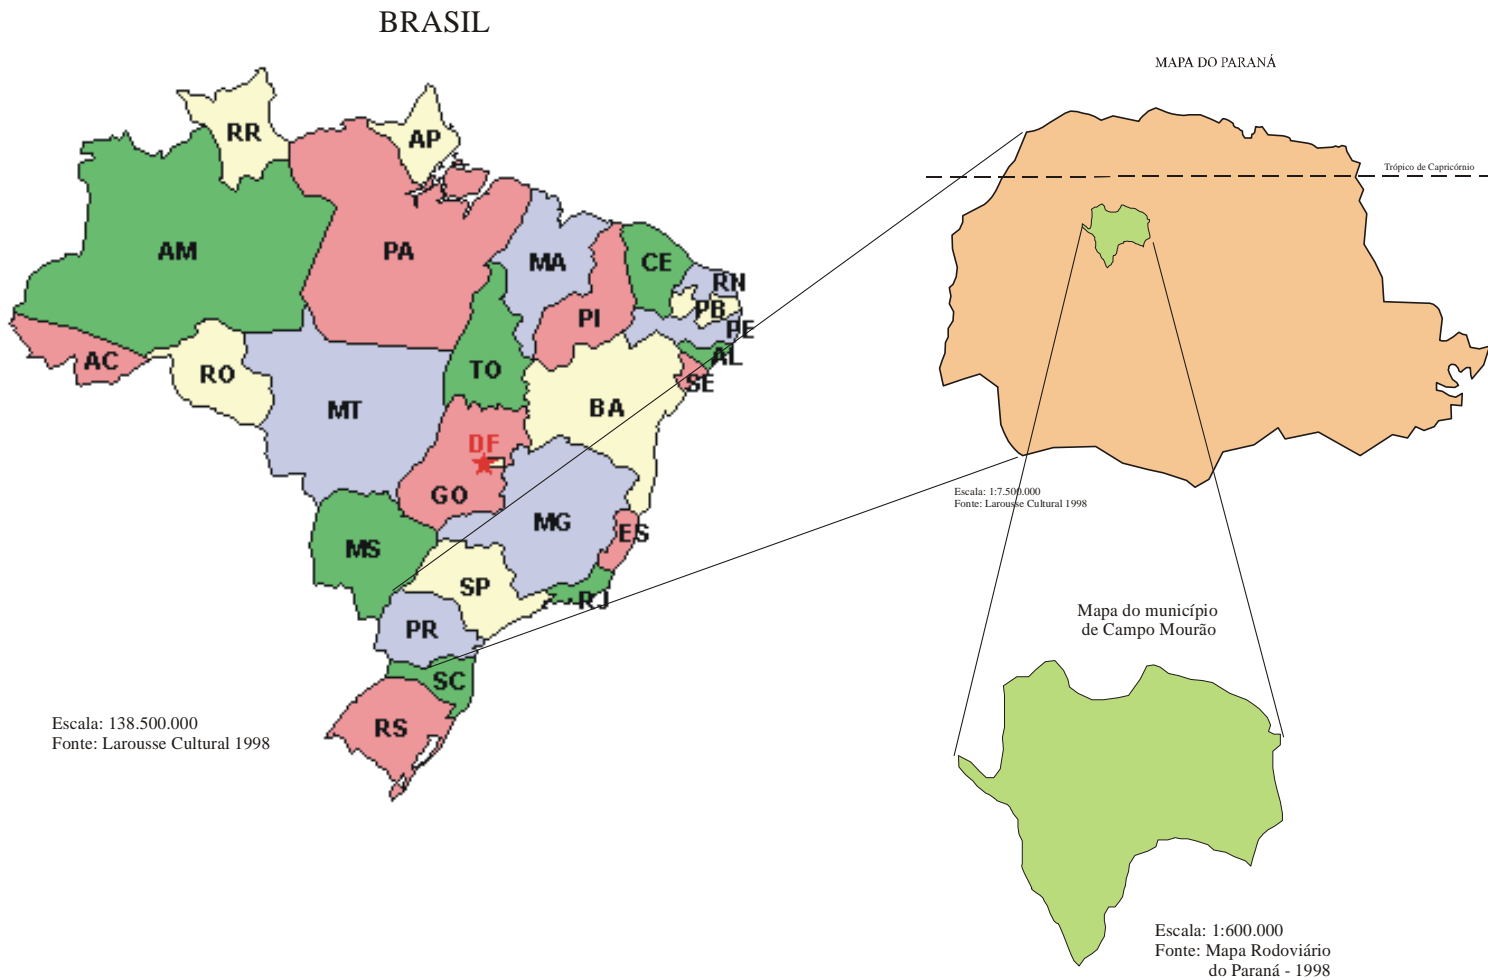 BRASIL
MAPA DO PARANÁ
RR
AP
Trópico de Capricórnio
AM
PA
MA
CE
RN
PB
PI
PE
AC
RO
TO
AL
SE
MT
BA
DF
GO
MG
ES
MS
SP
RJ
PR
SC
RS
Escala: 1:7.500.000
Fonte: Larousse Cultural 1998
Mapa do município
de Campo Mourão
Escala: 138.500.000
Fonte: Larousse Cultural 1998
Escala: 1:600.000
Fonte: Mapa Rodoviário
do Paraná - 1998